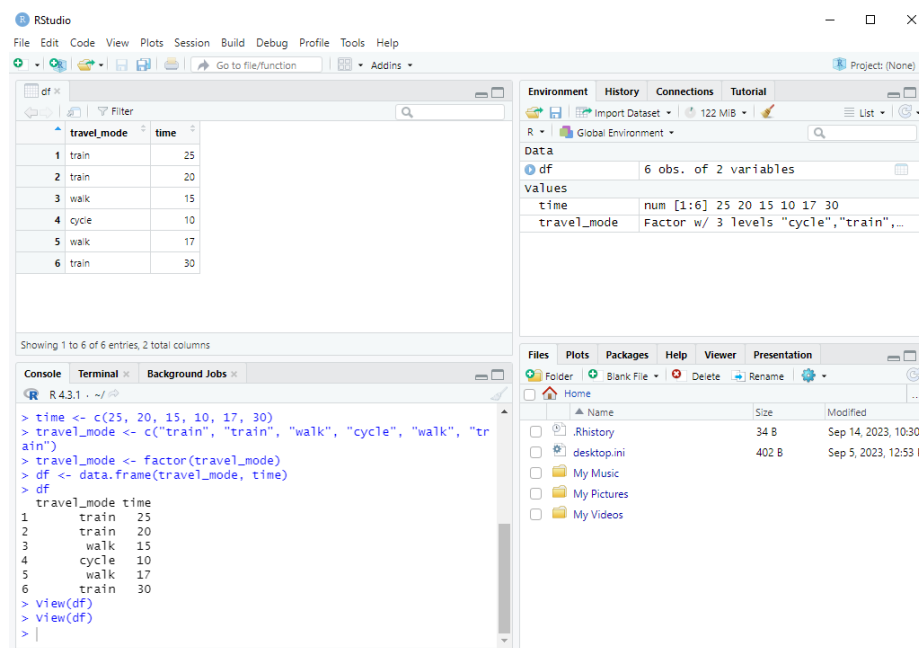 RStudio
File Edit Code View Plots Session Build Debug Profile Tools Help
Go to file/function Addins Project: (None)
df
Filter
travel_mode time
1 train 25
2 train 20
3 walk 15
4 cycle 10
5 walk 17
6 train 30
Showing 1 to 6 of 6 entries, 2 total columns
Console Terminal Background Jobs
R 4.3.1 · ~/
> time <- c(25, 20, 15, 10, 17, 30)
> travel_mode <- c("train", "train", "walk", "cycle", "walk", "tr
ain")
> travel_mode <- factor(travel_mode)
> df <- data.frame(travel_mode, time)
> df
travel_mode time
1 train 25
2 train 20
3 walk 15
4 cycle 10
5 walk 17
6 train 30
> View(df)
> View(df)
>
Environment History Connections Tutorial
Import Dataset 122 MiB List
R Global Environment
Data
df 6 obs. of 2 variables
Values
time num [1:6] 25 20 15 10 17 30
travel_mode Factor w/ 3 levels "cycle","train",…
Files Plots Packages Help Viewer Presentation
Folder Blank File Delete Rename
Home ...
Name Size Modified
.Rhistory 34 B Sep 14, 2023, 10:30
desktop.ini 402 B Sep 5, 2023, 12:53
My Music
My Pictures
My Videos